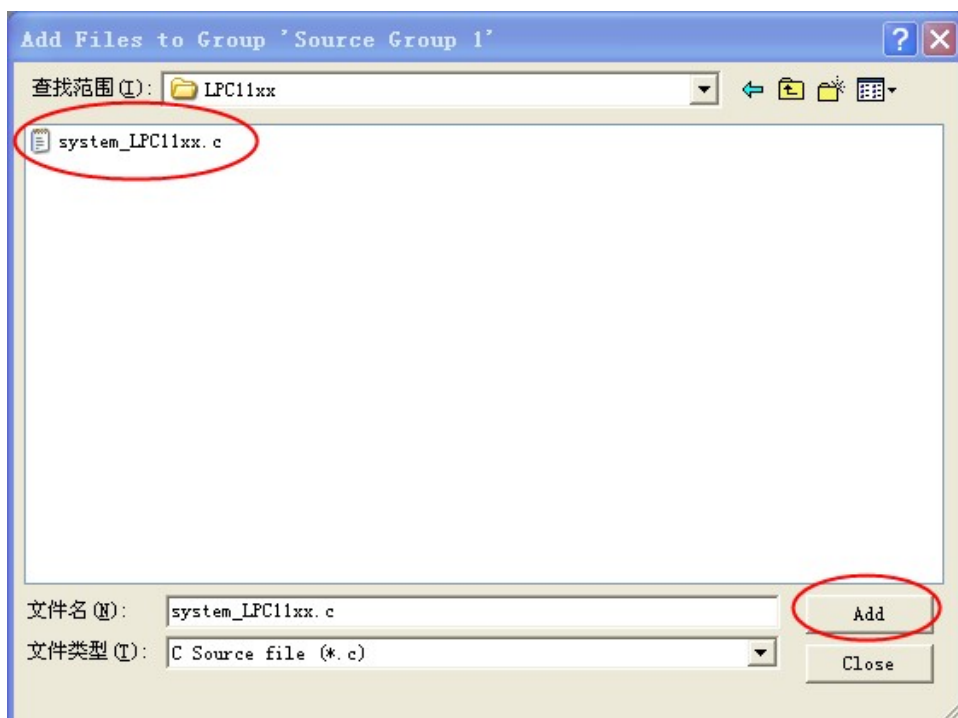 Add Files to Group 'Source Group 1'
查找范围(I): LPC11xx
system_LPC11xx.c
文件名(N): system_LPC11xx.c
Add
文件类型(T): C Source file (*.c)
Close